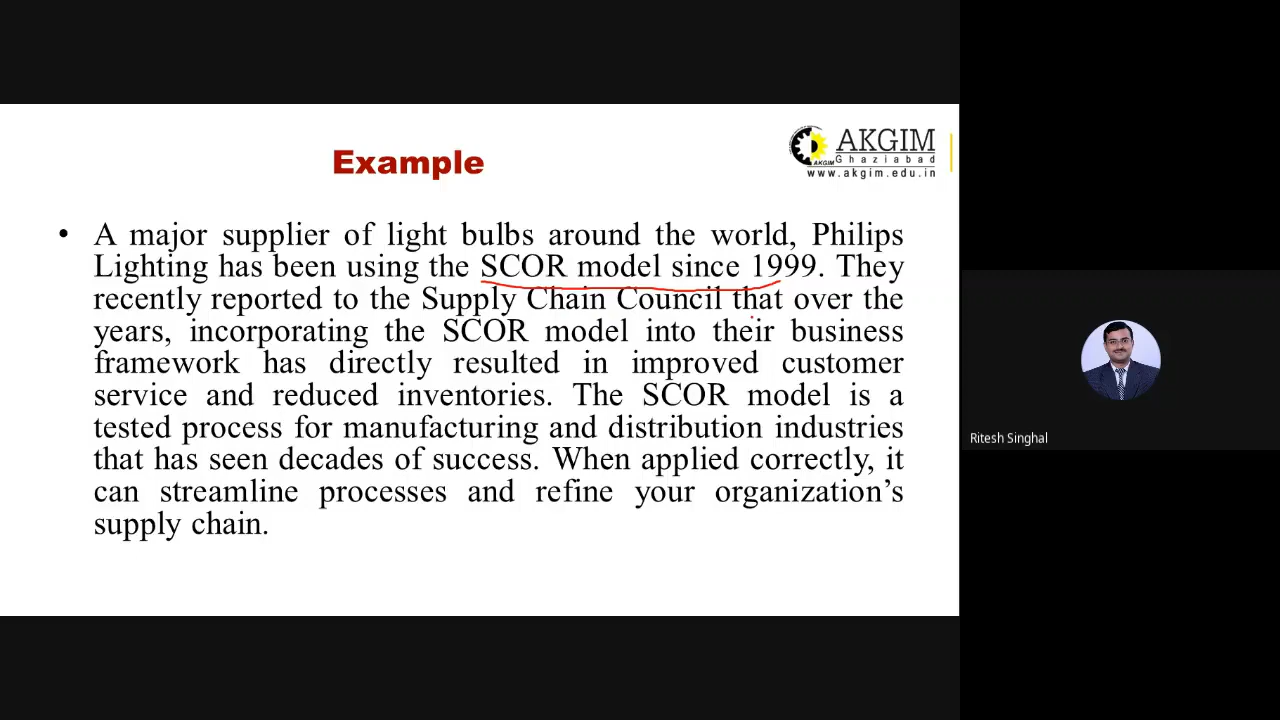 Example
AKGIM
Ghaziabad
AKGIM
www.akgim.edu.in
• A major supplier of light bulbs around the world, Philips
Lighting has been using the SCOR model since 1999. They
recently reported to the Supply Chain Council that over the
years, incorporating the SCOR model into their business
framework has directly resulted in improved customer
service and reduced inventories. The SCOR model is a
tested process for manufacturing and distribution industries
that has seen decades of success. When applied correctly, it
can streamline processes and refine your organization’s
supply chain.
Ritesh Singhal